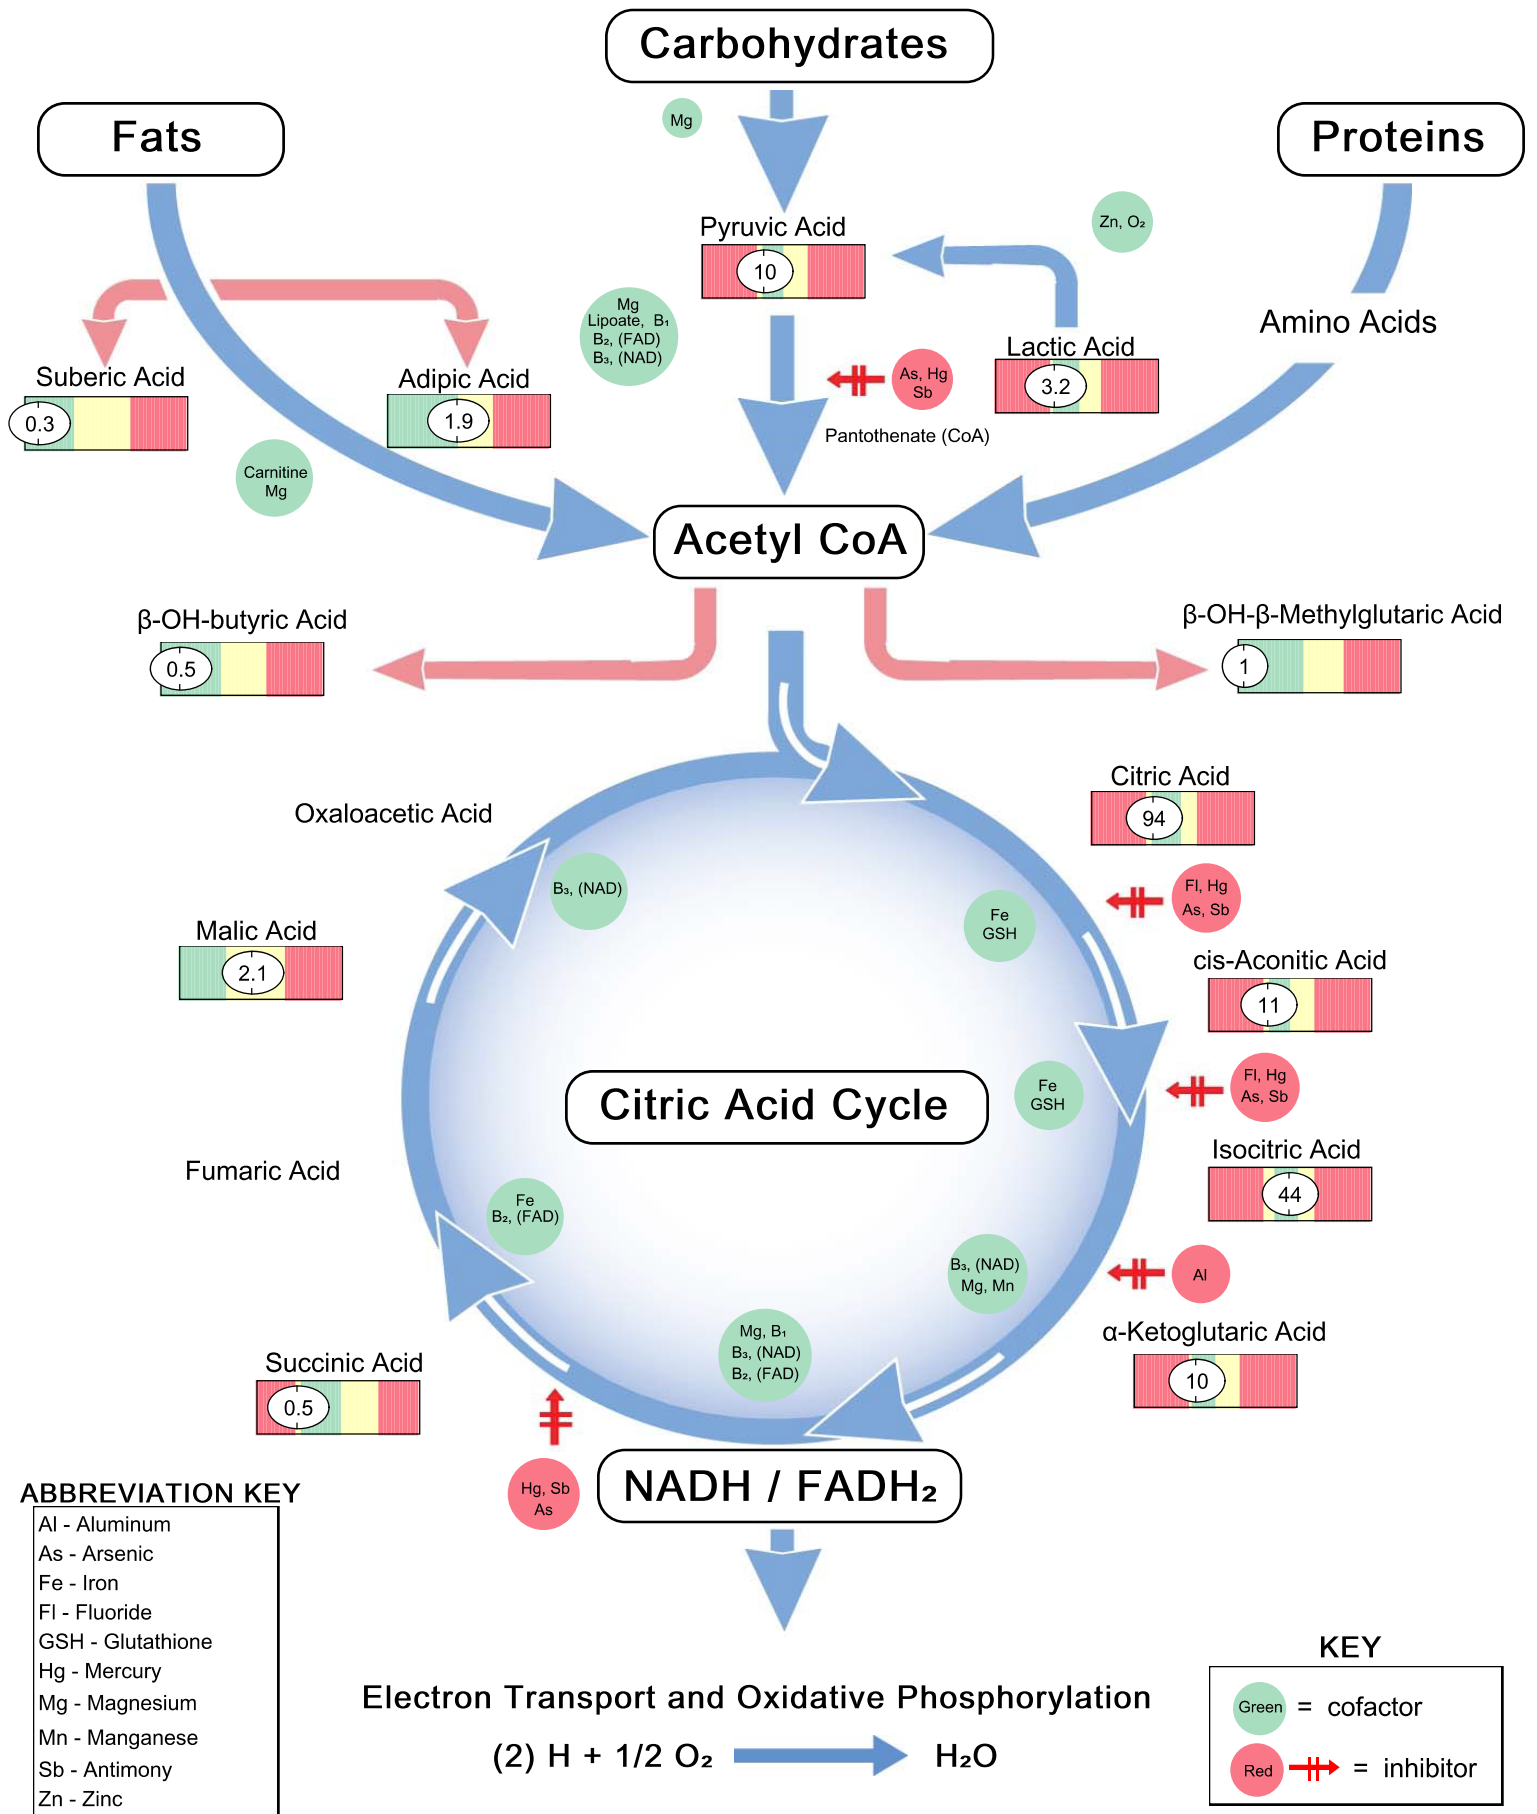 Carbohydrates
Fats
Proteins
Mg
Pyruvic Acid
10
Zn, O₂
Mg
Lipoate, B₁
B₂, (FAD)
B₃, (NAD)
Lactic Acid
3.2
Amino Acids
As, Hg
Sb
Pantothenate (CoA)
Suberic Acid
0.3
Adipic Acid
1.9
Carnitine
Mg
Acetyl CoA
β-OH-butyric Acid
0.5
β-OH-β-Methylglutaric Acid
1
Citric Acid
94
Oxaloacetic Acid
B₃, (NAD)
Fl, Hg
As, Sb
Fe
GSH
Malic Acid
2.1
cis-Aconitic Acid
11
Citric Acid Cycle
Fe
GSH
Fl, Hg
As, Sb
Isocitric Acid
44
Fumaric Acid
Fe
B₂, (FAD)
B₃, (NAD)
Mg, Mn
Al
α-Ketoglutaric Acid
10
Mg, B₁
B₃, (NAD)
B₂, (FAD)
Succinic Acid
0.5
Hg, Sb
As
NADH / FADH₂
ABBREVIATION KEY
Al - Aluminum
As - Arsenic
Fe - Iron
Fl - Fluoride
GSH - Glutathione
Hg - Mercury
Mg - Magnesium
Mn - Manganese
Sb - Antimony
Zn - Zinc
Electron Transport and Oxidative Phosphorylation
(2) H + 1/2 O₂ H₂O
KEY
Green = cofactor
Red = inhibitor